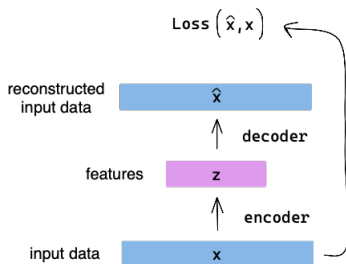 Loss(x̂,x)
reconstructed
input data
x̂
decoder
features
z
encoder
input data
x